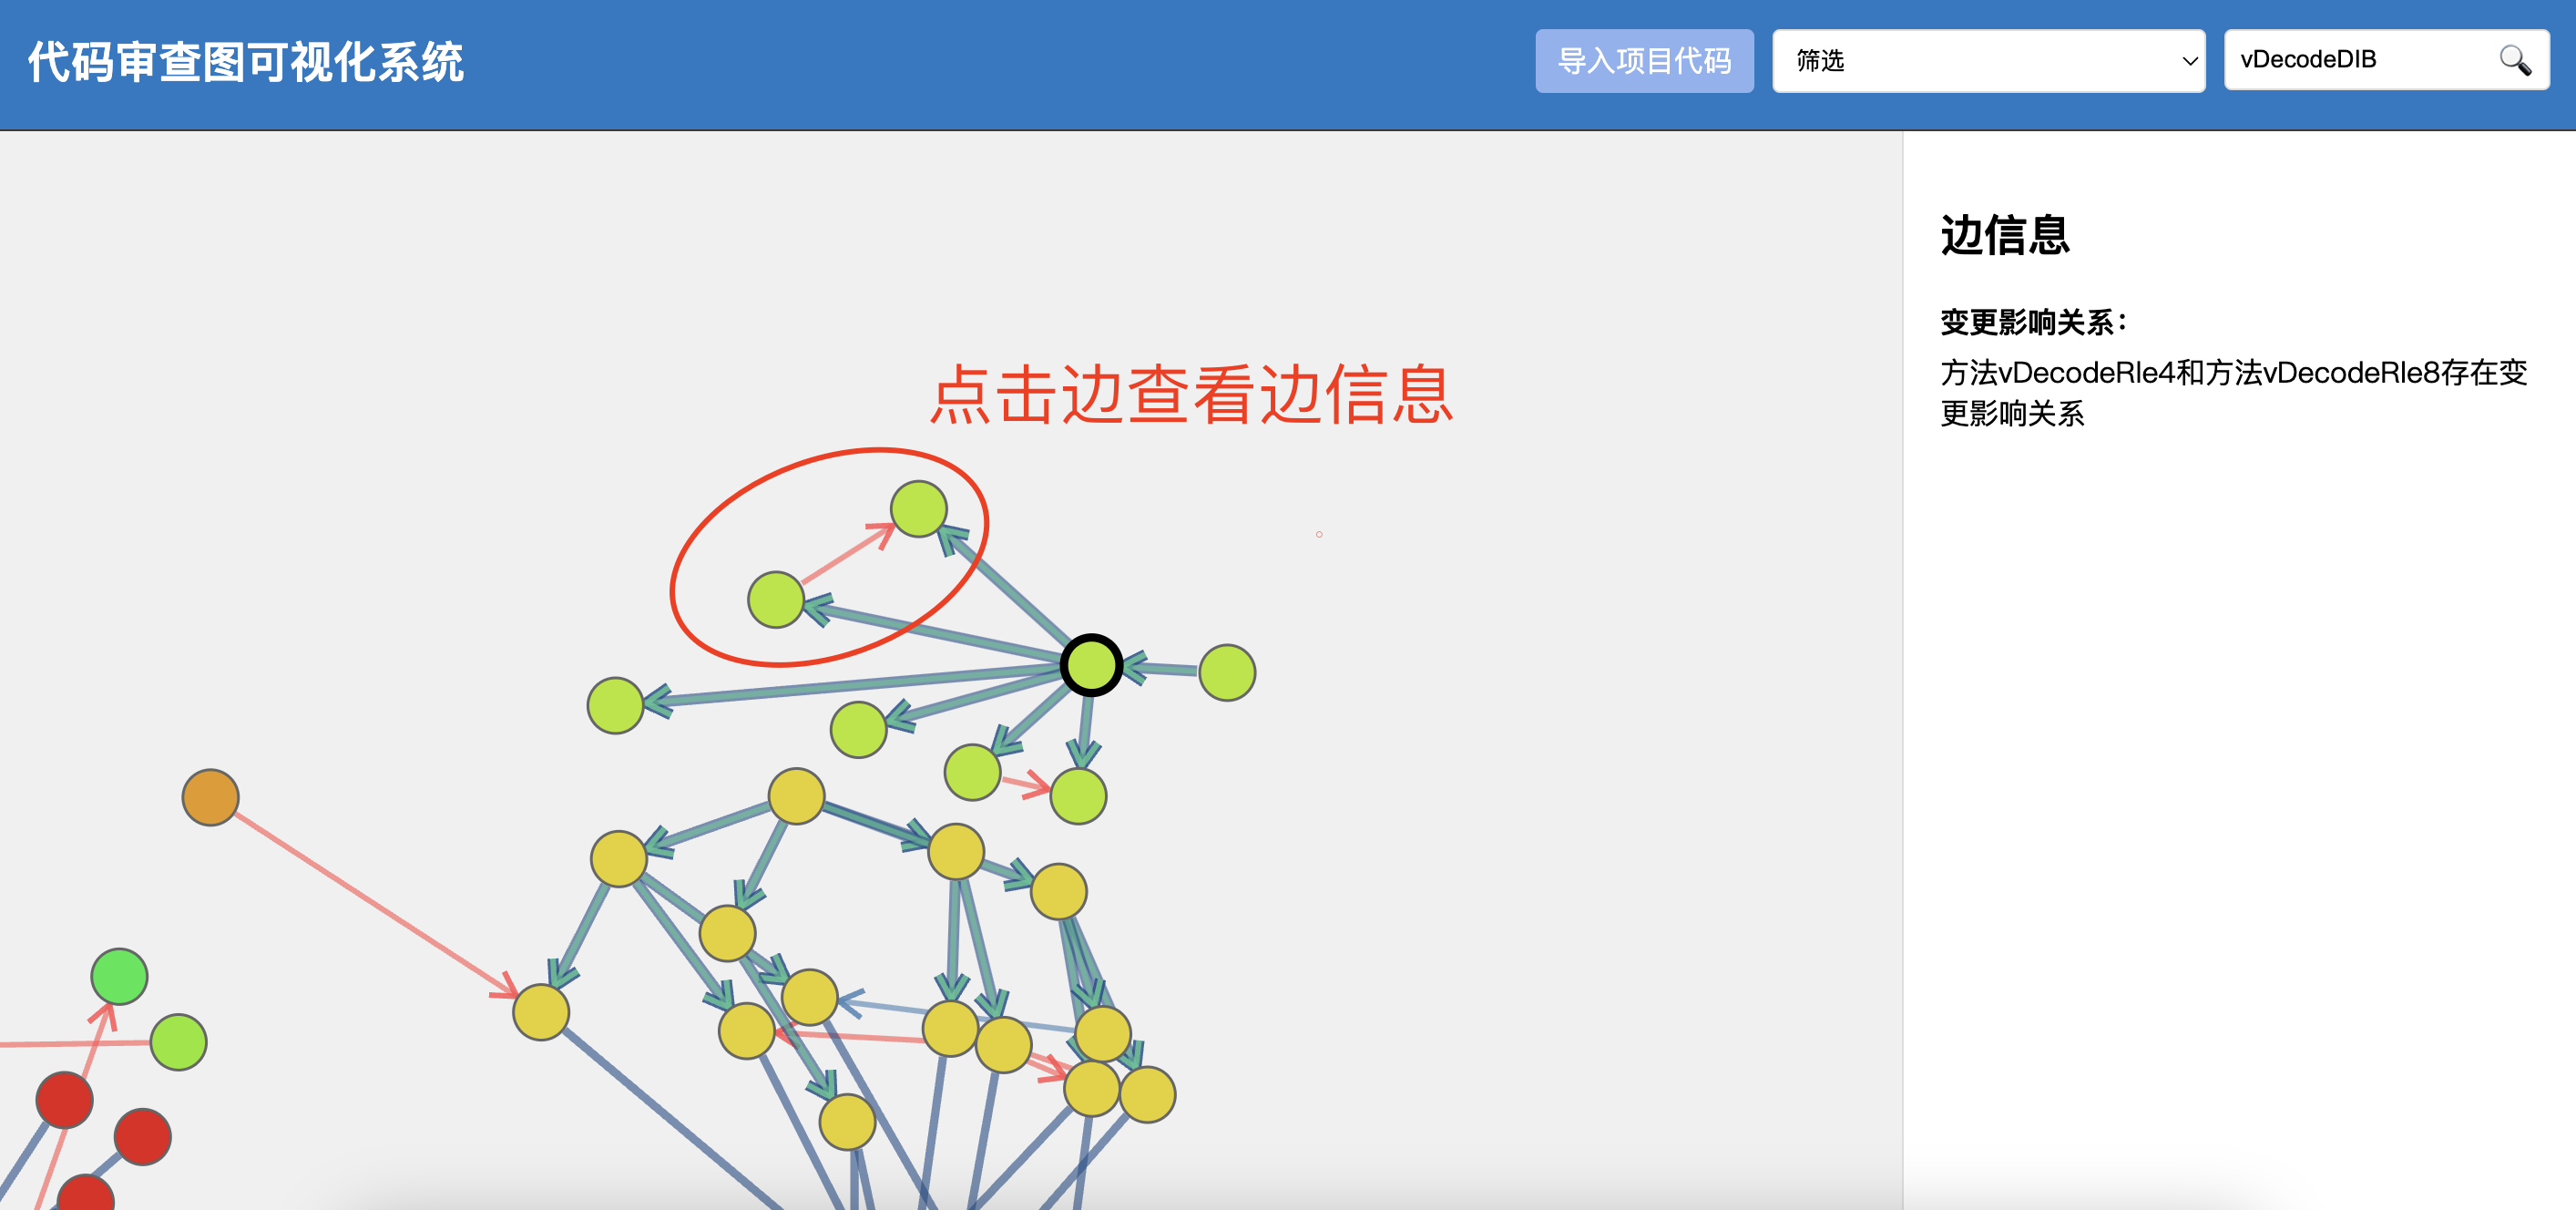 代码审查图可视化系统
导入项目代码
筛选
vDecodeDIB
点击边查看边信息
边信息
变更影响关系：
方法vDecodeRle4和方法vDecodeRle8存在变
更影响关系